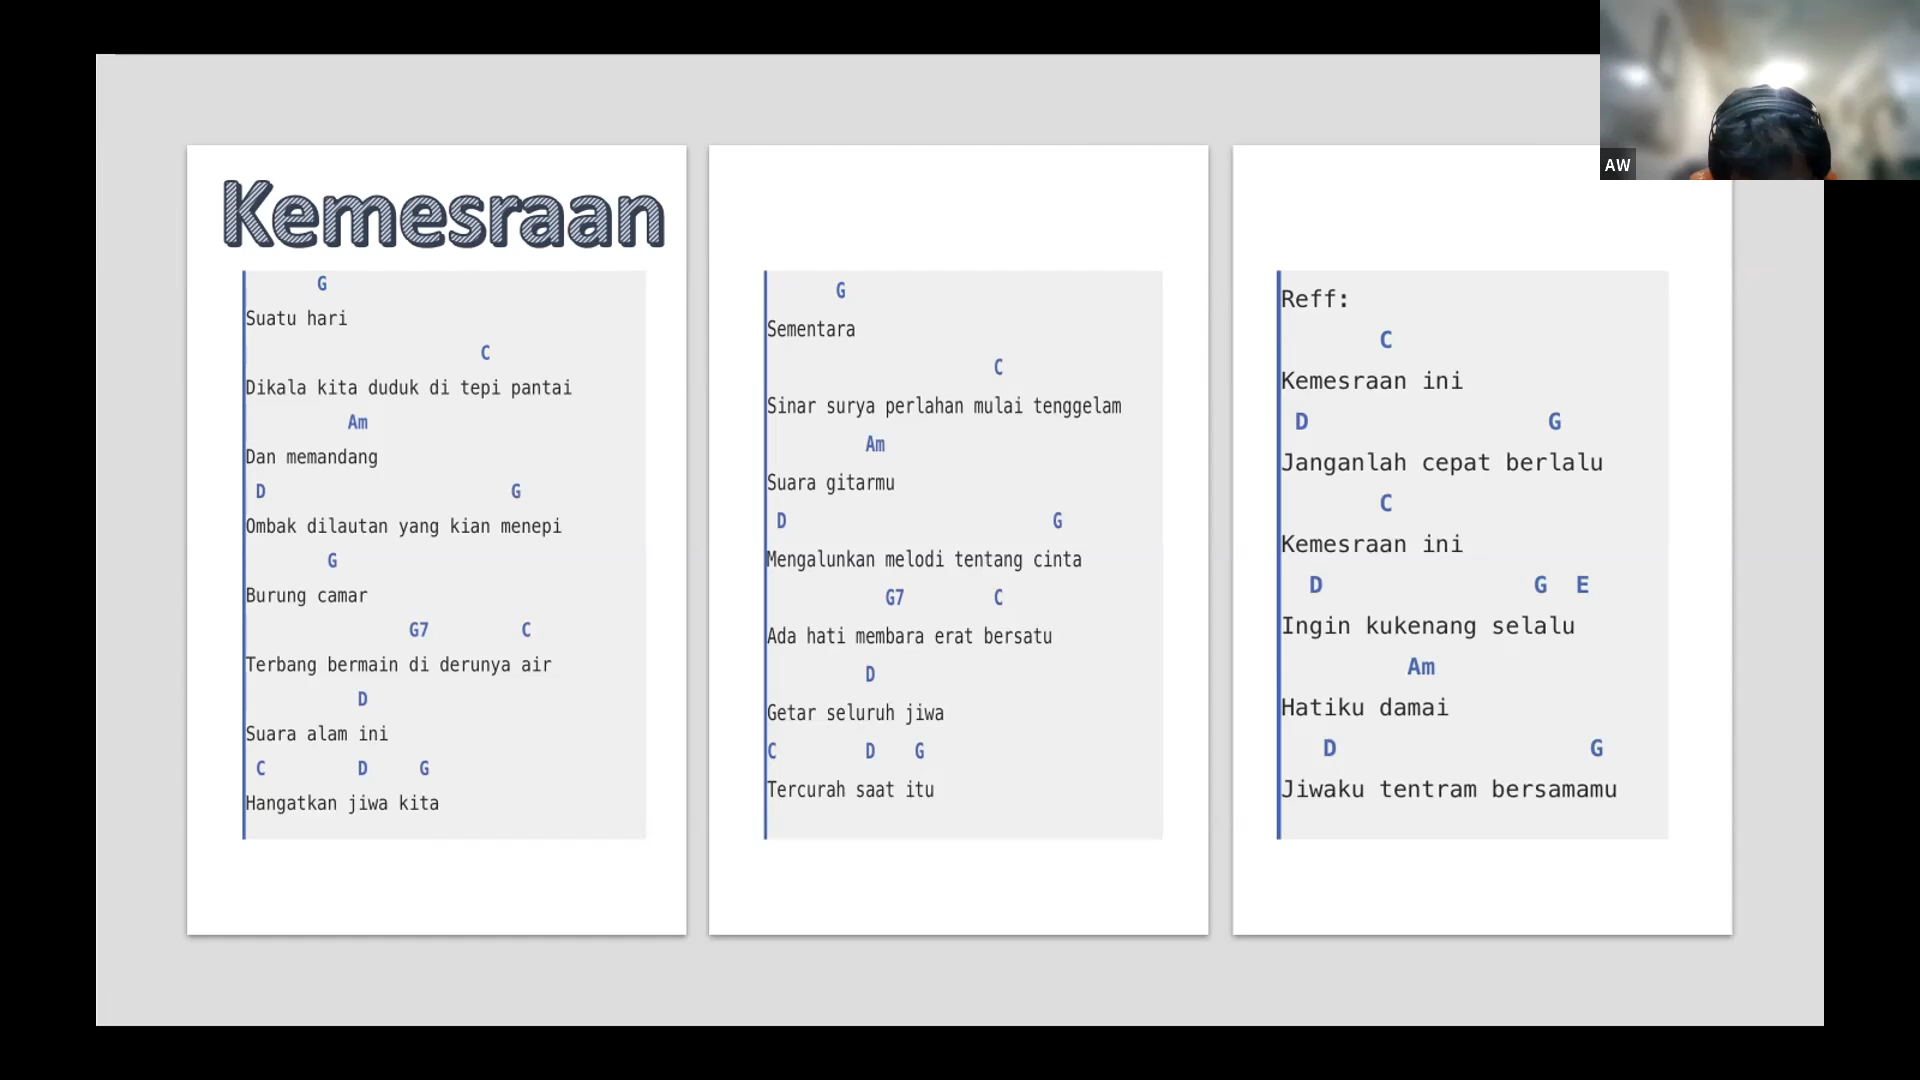 Kemesraan
G
Suatu hari
C
Dikala kita duduk di tepi pantai
Am
Dan memandang
D G
Ombak dilautan yang kian menepi
G
Burung camar
G7 C
Terbang bermain di derunya air
D
Suara alam ini
C D G
Hangatkan jiwa kita
G
Sementara
C
Sinar surya perlahan mulai tenggelam
Am
Suara gitarmu
D G
Mengalunkan melodi tentang cinta
G7 C
Ada hati membara erat bersatu
D
Getar seluruh jiwa
C D G
Tercurah saat itu
Reff:
C
Kemesraan ini
D G
Janganlah cepat berlalu
C
Kemesraan ini
D G E
Ingin kukenang selalu
Am
Hatiku damai
D G
Jiwaku tentram bersamamu
AW